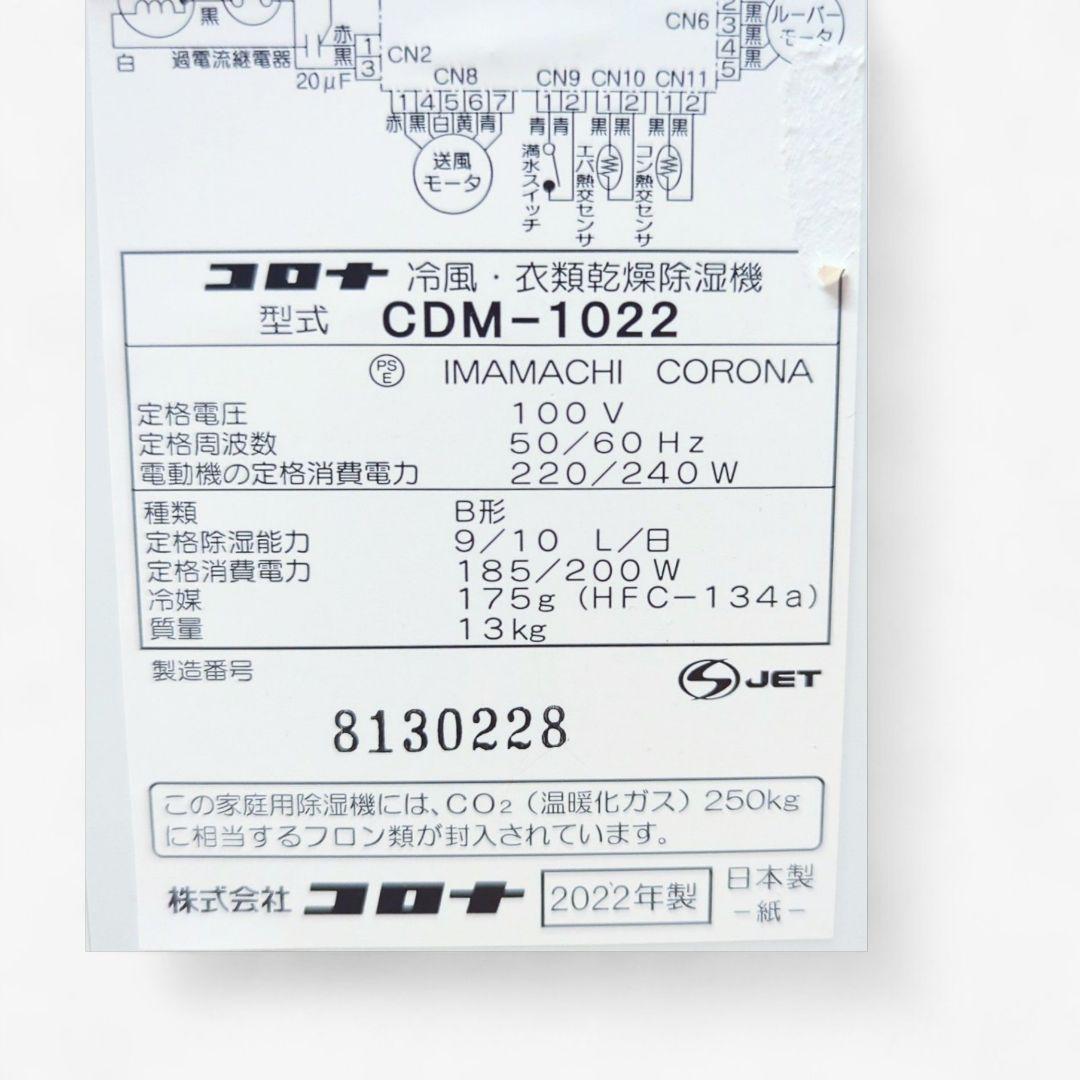 黒
赤
黒
白
過電流継電器
20μF
1
3
CN2
CN6
2
3
4
5
黒
黒
黒
黒
ルーバー
モータ
CN8
CN9 CN10 CN11
1 4 5 6 7
1 2
1 2
1 2
赤 黒 白 黄 青
青 青
黒 黒
黒 黒
送風
モータ
満水スイッチ
エバ熱交センサ
コン熱交センサ
コロナ 冷風・衣類乾燥除湿機
型式 CDM-1022
PS
E
IMAMACHI CORONA
定格電圧 100 V
定格周波数 50/60 Hz
電動機の定格消費電力 220/240 W
種類 B形
定格除湿能力 9/10 L/日
定格消費電力 185/200W
冷媒 175g (HFC-134a)
質量 13kg
製造番号
JET
8130228
この家庭用除湿機には、CO₂(温暖化ガス)250kg
に相当するフロン類が封入されています。
株式会社 コロナ 2022年製
日本製
-紙-